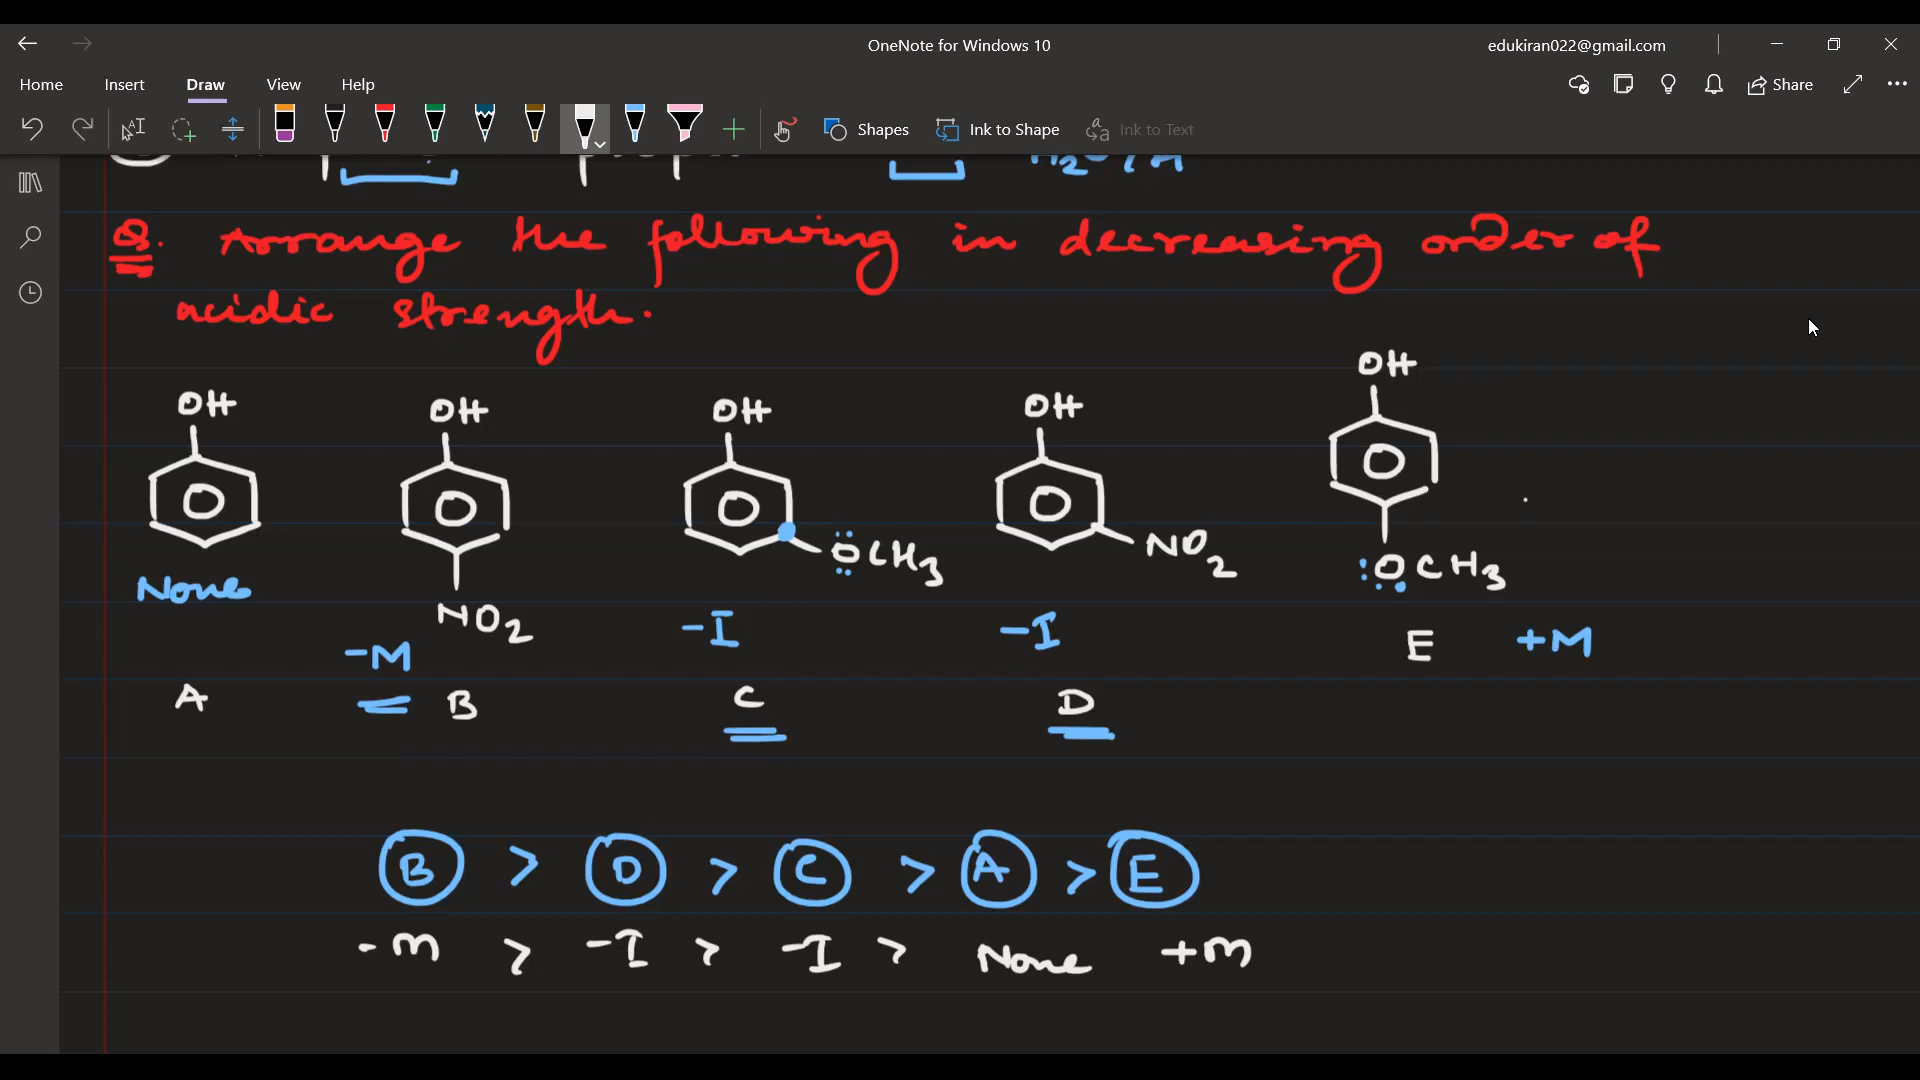 OneNote for Windows 10
edukiran022@gmail.com
Home Insert Draw View Help
Share
Shapes Ink to Shape Ink to Text
H₂O/A
Q. Arrange the following in decreasing order of
acidic strength.
OH OH OH OH OH
OCH₃ NO₂ OCH₃
None NO₂
-M -I -I E +M
A B C D
B > D > C > A > E
-m > -I > -I > None +m